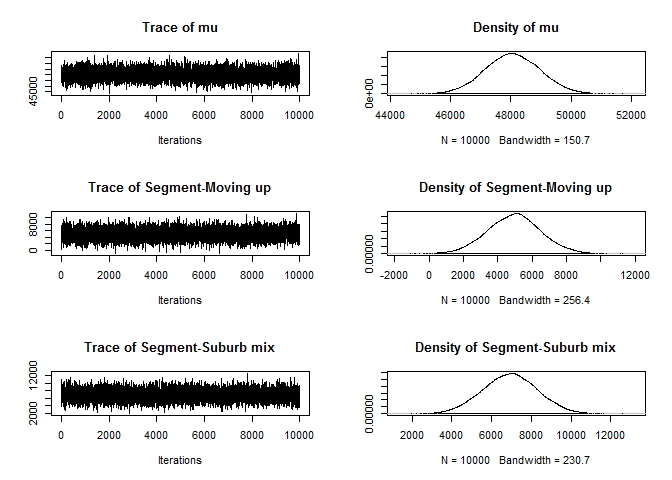 Trace of mu
45000
0 2000 4000 6000 8000 10000
Iterations
Density of mu
0e+00
44000 46000 48000 50000 52000
N = 10000 Bandwidth = 150.7
Trace of Segment-Moving up
0 8000
0 2000 4000 6000 8000 10000
Iterations
Density of Segment-Moving up
0.00000
-2000 0 2000 4000 6000 8000 12000
N = 10000 Bandwidth = 256.4
Trace of Segment-Suburb mix
2000 12000
0 2000 4000 6000 8000 10000
Iterations
Density of Segment-Suburb mix
0.00000
2000 4000 6000 8000 10000 12000
N = 10000 Bandwidth = 230.7